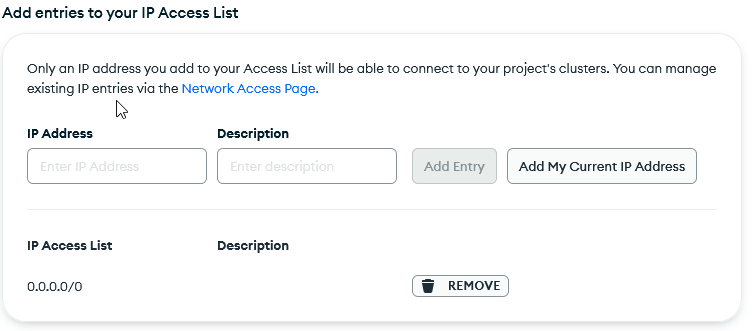 Add entries to your IP Access List
Only an IP address you add to your Access List will be able to connect to your project's clusters. You can manage
existing IP entries via the Network Access Page.
IP Address Description
Enter IP Address Enter description Add Entry Add My Current IP Address
IP Access List Description
0.0.0.0/0 REMOVE